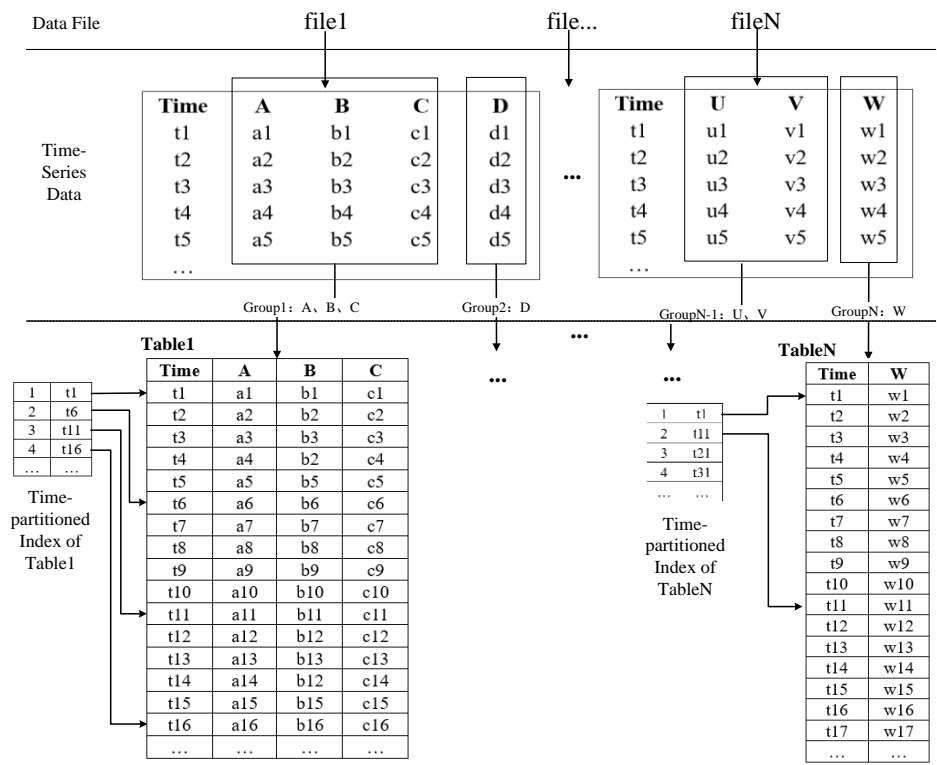 Data File file1 file... fileN
Time A B C D Time U V W
t1 a1 b1 c1 d1 t1 u1 v1 w1
t2 a2 b2 c2 d2 t2 u2 v2 w2
t3 a3 b3 c3 d3 t3 u3 v3 w3
t4 a4 b4 c4 d4 t4 u4 v4 w4
t5 a5 b5 c5 d5 t5 u5 v5 w5
… …
Time-
Series
Data
...
Group1：A、B、C Group2：D GroupN-1：U、V GroupN：W
...
... ...
Table1
Time A B C
t1 a1 b1 c1
t2 a2 b2 c2
t3 a3 b3 c3
t4 a4 b2 c4
t5 a5 b5 c5
t6 a6 b6 c6
t7 a7 b7 c7
t8 a8 b8 c8
t9 a9 b9 c9
t10 a10 b10 c10
t11 a11 b11 c11
t12 a12 b12 c12
t13 a13 b13 c13
t14 a14 b12 c14
t15 a15 b15 c15
t16 a16 b16 c16
… … … …
1 t1
2 t6
3 t11
4 t16
… …
Time-
partitioned
Index of
Table1
1 t1
2 t11
3 t21
4 t31
… …
Time-
partitioned
Index of
TableN
TableN
Time W
t1 w1
t2 w2
t3 w3
t4 w4
t5 w5
t6 w6
t7 w7
t8 w8
t9 w9
t10 w10
t11 w11
t12 w12
t13 w13
t14 w14
t15 w15
t16 w16
t17 w17
… …